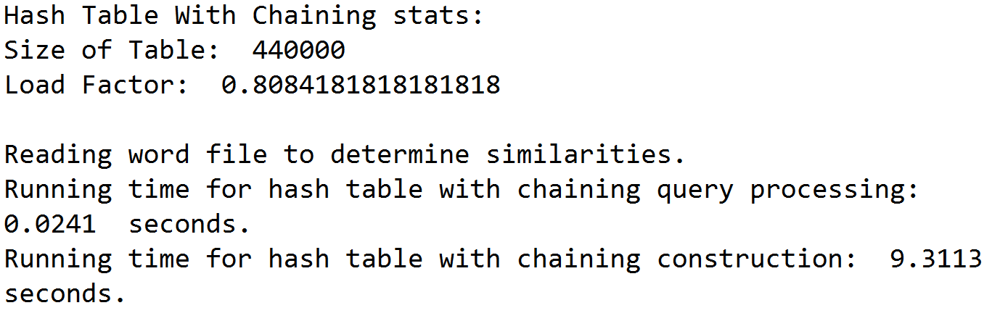 Hash Table With Chaining stats:
Size of Table:  440000
Load Factor:  0.8084181818181818
Reading word file to determine similarities.
Running time for hash table with chaining query processing:
0.0241  seconds.
Running time for hash table with chaining construction:  9.3113
seconds.